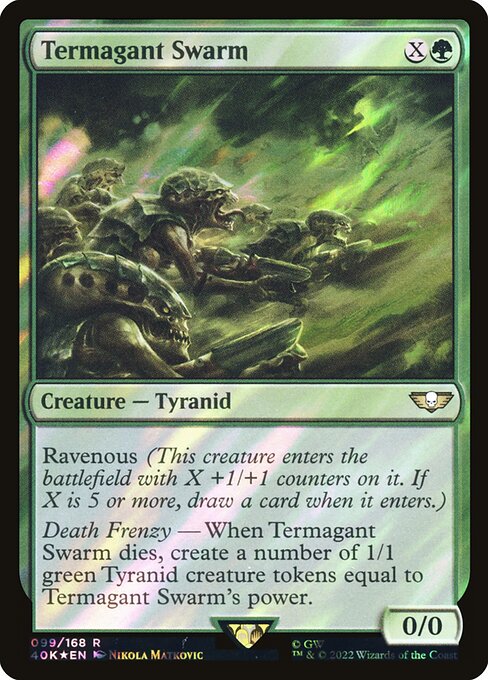 Termagant Swarm X
Creature — Tyranid
Ravenous (This creature enters the
battlefield with X +1/+1 counters on it. If
X is 5 or more, draw a card when it enters.)
Death Frenzy — When Termagant
Swarm dies, create a number of 1/1
green Tyranid creature tokens equal to
Termagant Swarm's power.
0/0
099/168 R
40K★EN Nikola Matkovic
© GW
™ & © 2022 Wizards of the Coast